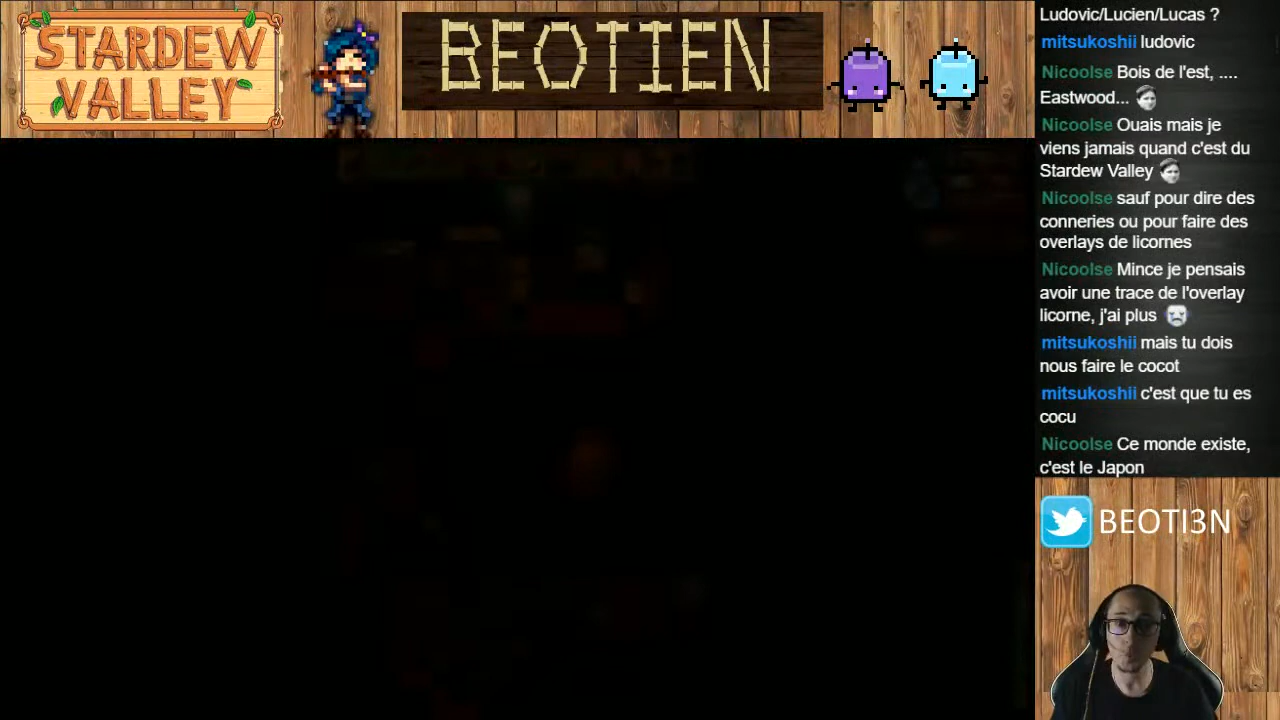 STARDEW
VALLEY
BEOTIEN
Ludovic/Lucien/Lucas ?
mitsukoshii ludovic
Nicoolse Bois de l'est, ....
Eastwood...
Nicoolse Ouais mais je
viens jamais quand c'est du
Stardew Valley
Nicoolse sauf pour dire des
conneries ou pour faire des
overlays de licornes
Nicoolse Mince je pensais
avoir une trace de l'overlay
licorne, j'ai plus
mitsukoshii mais tu dois
nous faire le cocot
mitsukoshii c'est que tu es
cocu
Nicoolse Ce monde existe,
c'est le Japon
BEOTI3N